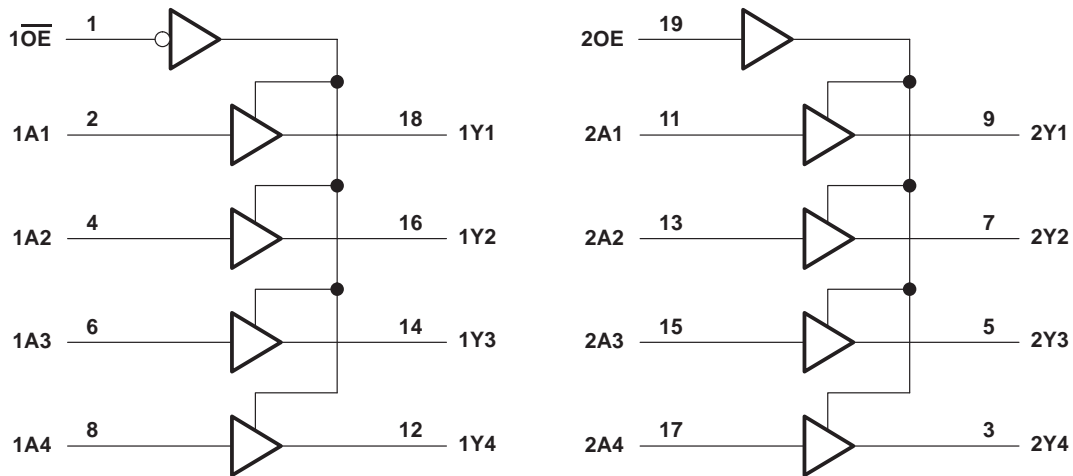 1O̅E̅ 1
1A1 2 18 1Y1
1A2 4 16 1Y2
1A3 6 14 1Y3
1A4 8 12 1Y4
2OE 19
2A1 11 9 2Y1
2A2 13 7 2Y2
2A3 15 5 2Y3
2A4 17 3 2Y4